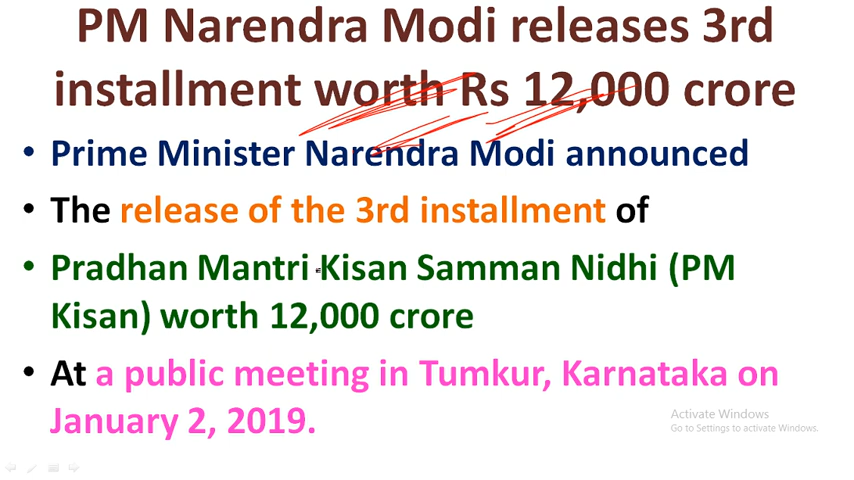 PM Narendra Modi releases 3rd
installment worth Rs 12,000 crore
• Prime Minister Narendra Modi announced
• The release of the 3rd installment of
• Pradhan Mantri Kisan Samman Nidhi (PM
Kisan) worth 12,000 crore
• At a public meeting in Tumkur, Karnataka on
January 2, 2019.
Activate Windows
Go to Settings to activate Windows.